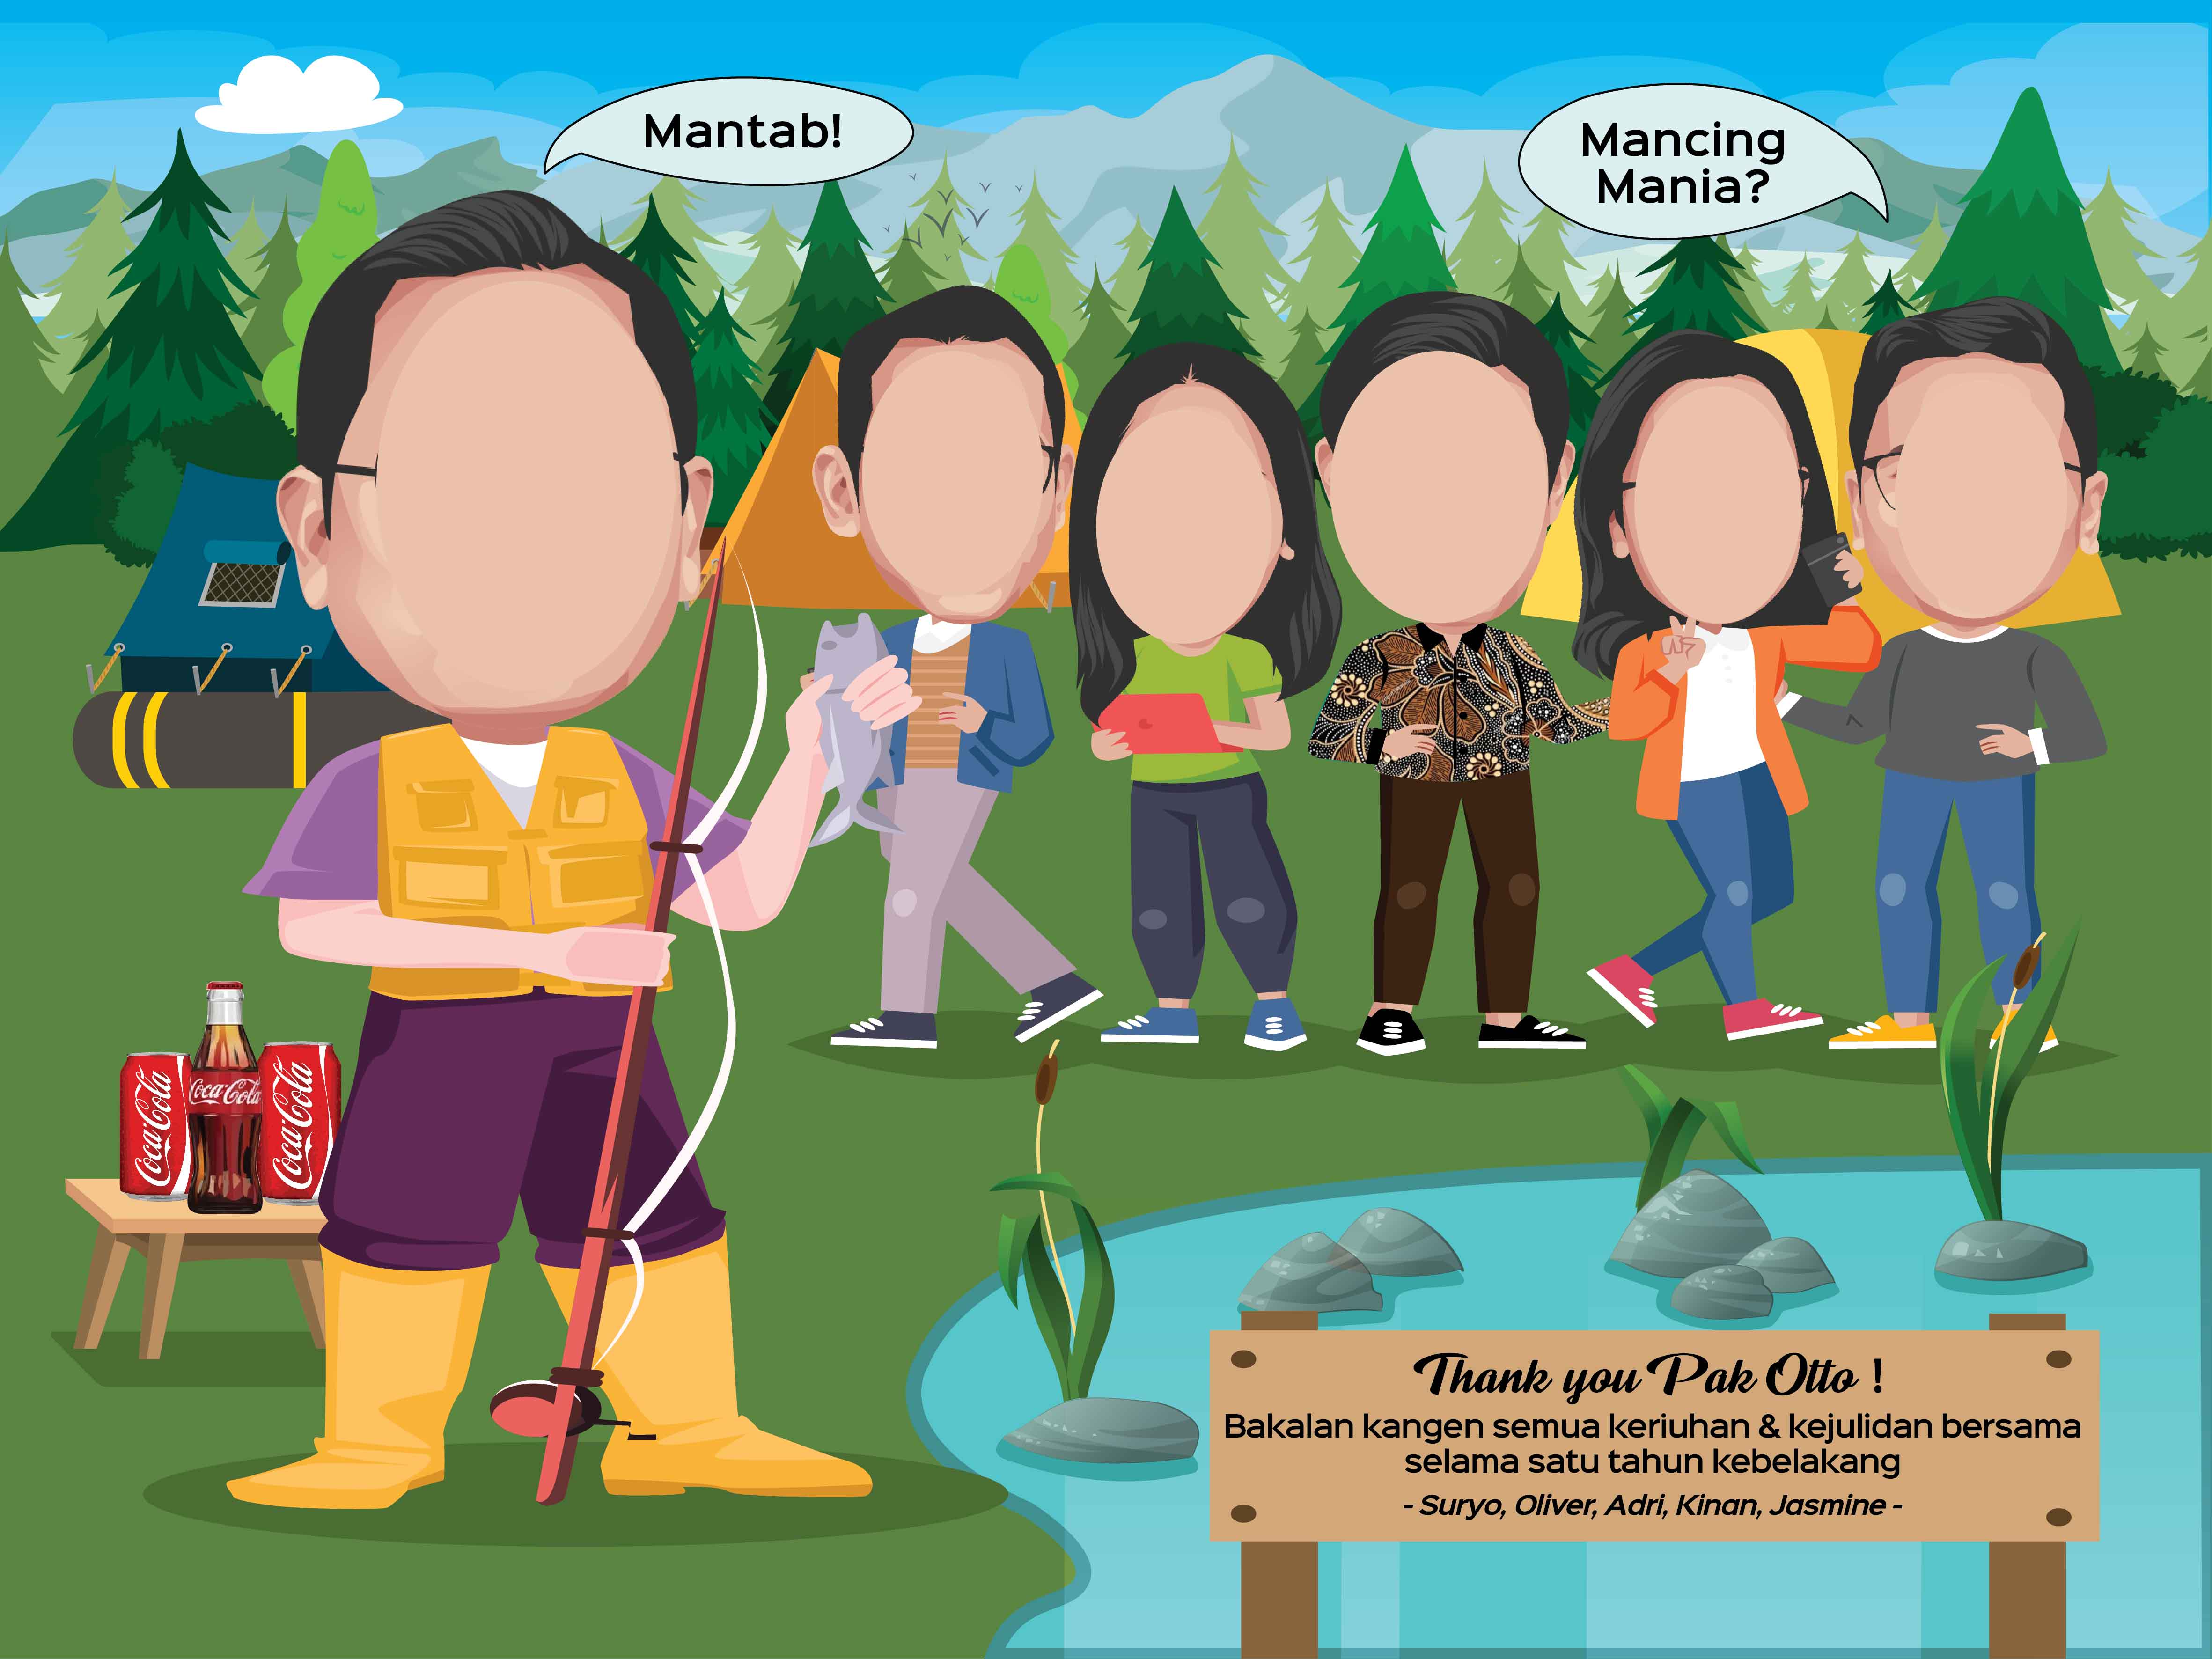 Mantab!
Mancing
Mania?
Coca-Cola
Coca-Cola
Coca-Cola
Thank you Pak Otto !
Bakalan kangen semua keriuhan & kejulidan bersama
selama satu tahun kebelakang
- Suryo, Oliver, Adri, Kinan, Jasmine -